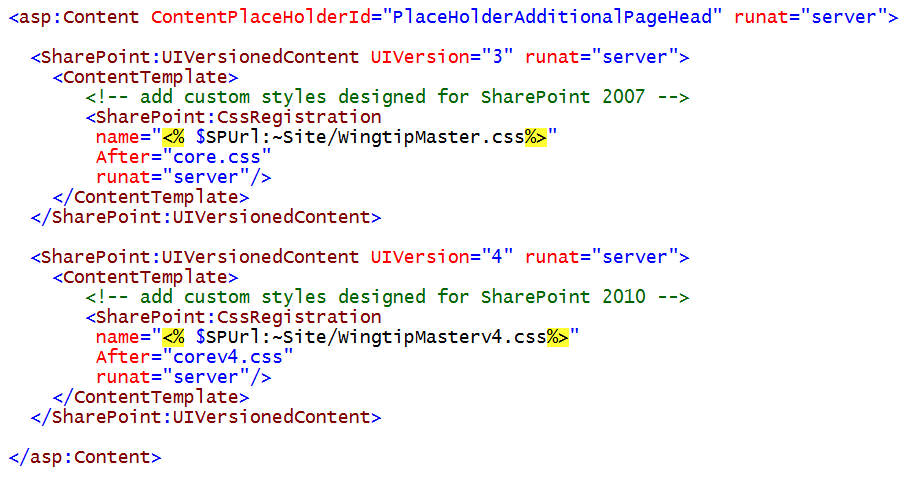 <asp:Content ContentPlaceHolderId="PlaceHolderAdditionalPageHead" runat="server">
<SharePoint:UIVersionedContent UIVersion="3" runat="server">
<ContentTemplate>
<!-- add custom styles designed for SharePoint 2007 -->
<SharePoint:CssRegistration
name="<% $SPUrl:~Site/WingtipMaster.css%>"
After="core.css"
runat="server"/>
</ContentTemplate>
</SharePoint:UIVersionedContent>
<SharePoint:UIVersionedContent UIVersion="4" runat="server">
<ContentTemplate>
<!-- add custom styles designed for SharePoint 2010 -->
<SharePoint:CssRegistration
name="<% $SPUrl:~Site/WingtipMasterv4.css%>"
After="corev4.css"
runat="server"/>
</ContentTemplate>
</SharePoint:UIVersionedContent>
</asp:Content>